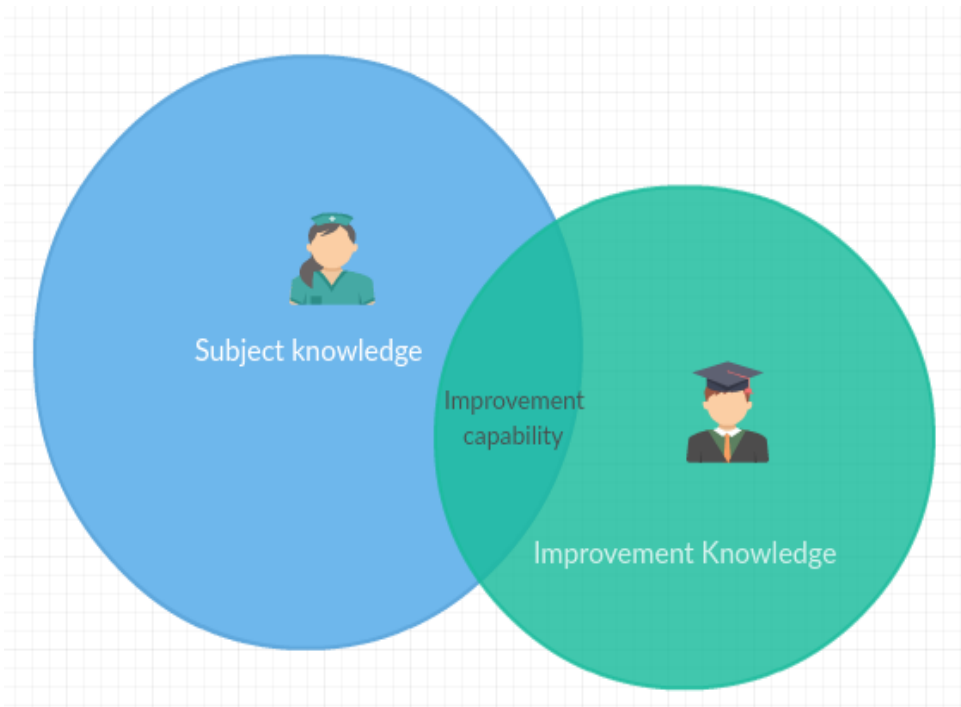 Subject knowledge
Improvement
capability
Improvement Knowledge